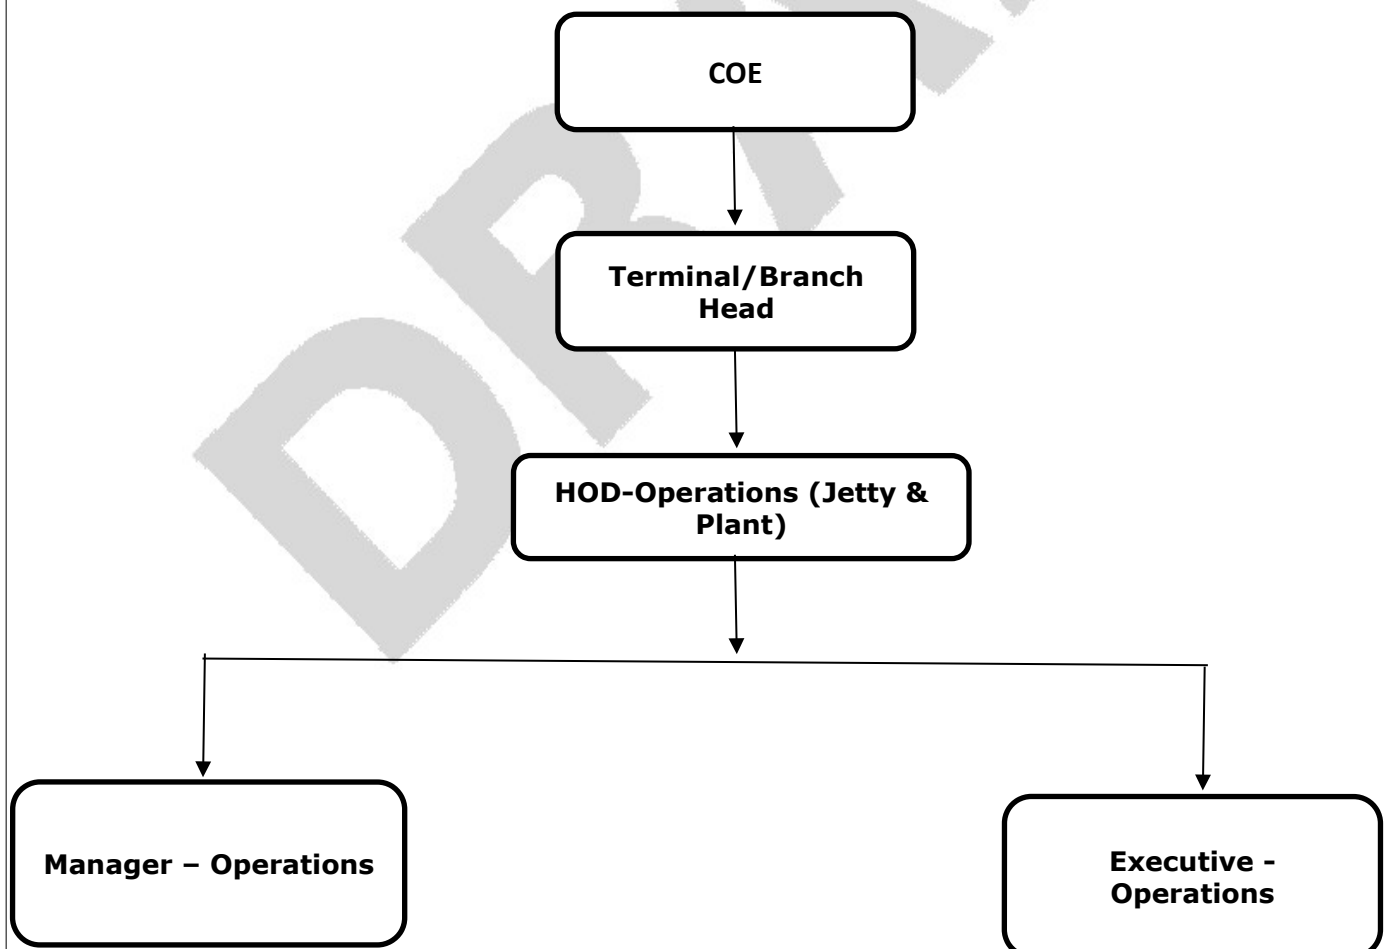 COE
Terminal/Branch
Head
HOD-Operations (Jetty &
Plant)
Manager – Operations
Executive -
Operations